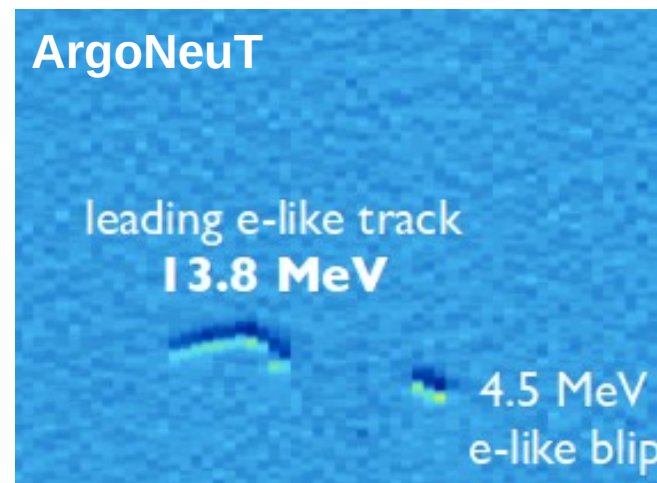 ArgoNeuT
leading e-like track
13.8 MeV
4.5 MeV
e-like blip